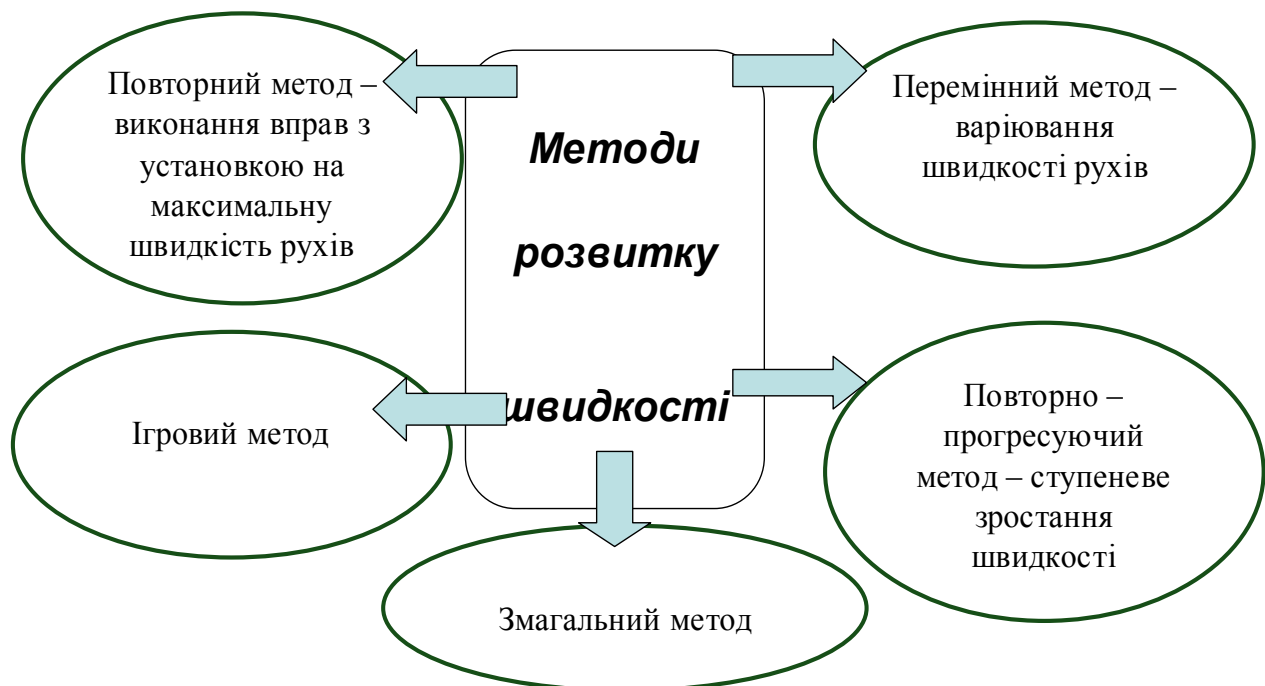 Повторний метод –
виконання вправ з
установкою на
максимальну
швидкість рухів
Методи
розвитку
швидкості
Перемінний метод –
варіювання
швидкості рухів
Ігровий метод
Повторно –
прогресуючий
метод – ступеневе
зростання
швидкості
Змагальний метод